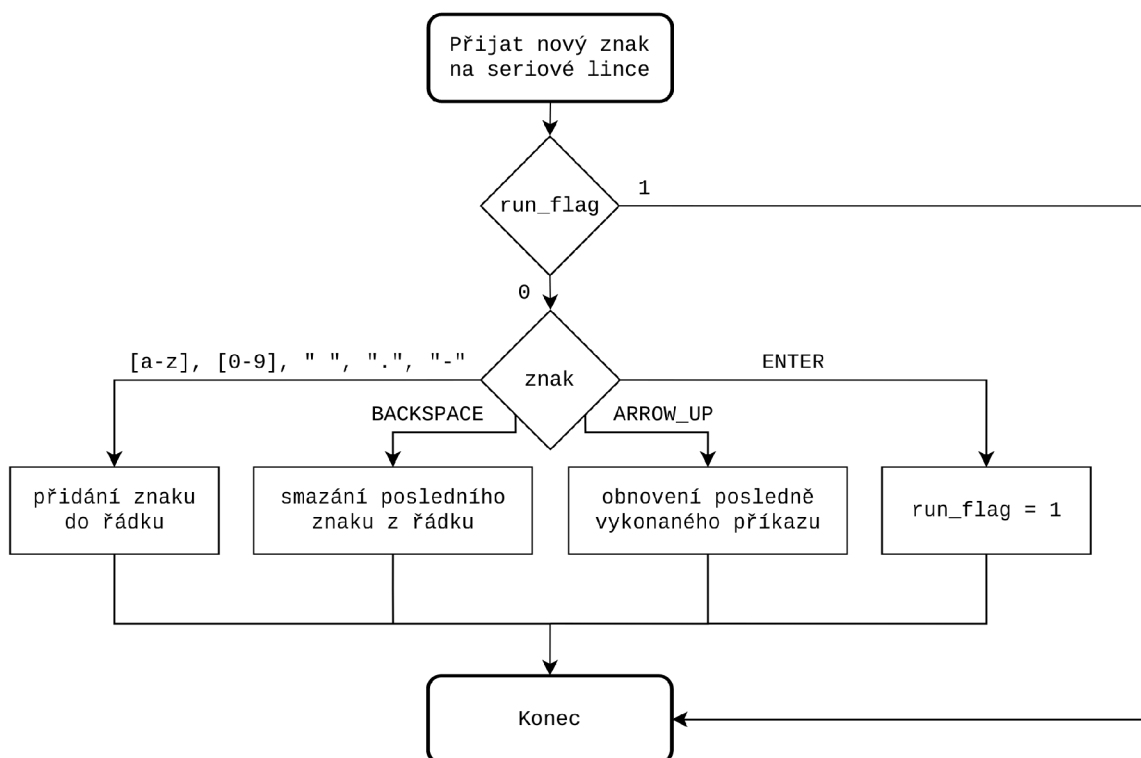 Přijat nový znak
na seriové lince
run_flag
1
0
znak
[a-z], [0-9], " ", ".", "-"
BACKSPACE
ARROW_UP
ENTER
přidání znaku
do řádku
smazání posledního
znaku z řádku
obnovení posledně
vykonaného příkazu
run_flag = 1
Konec